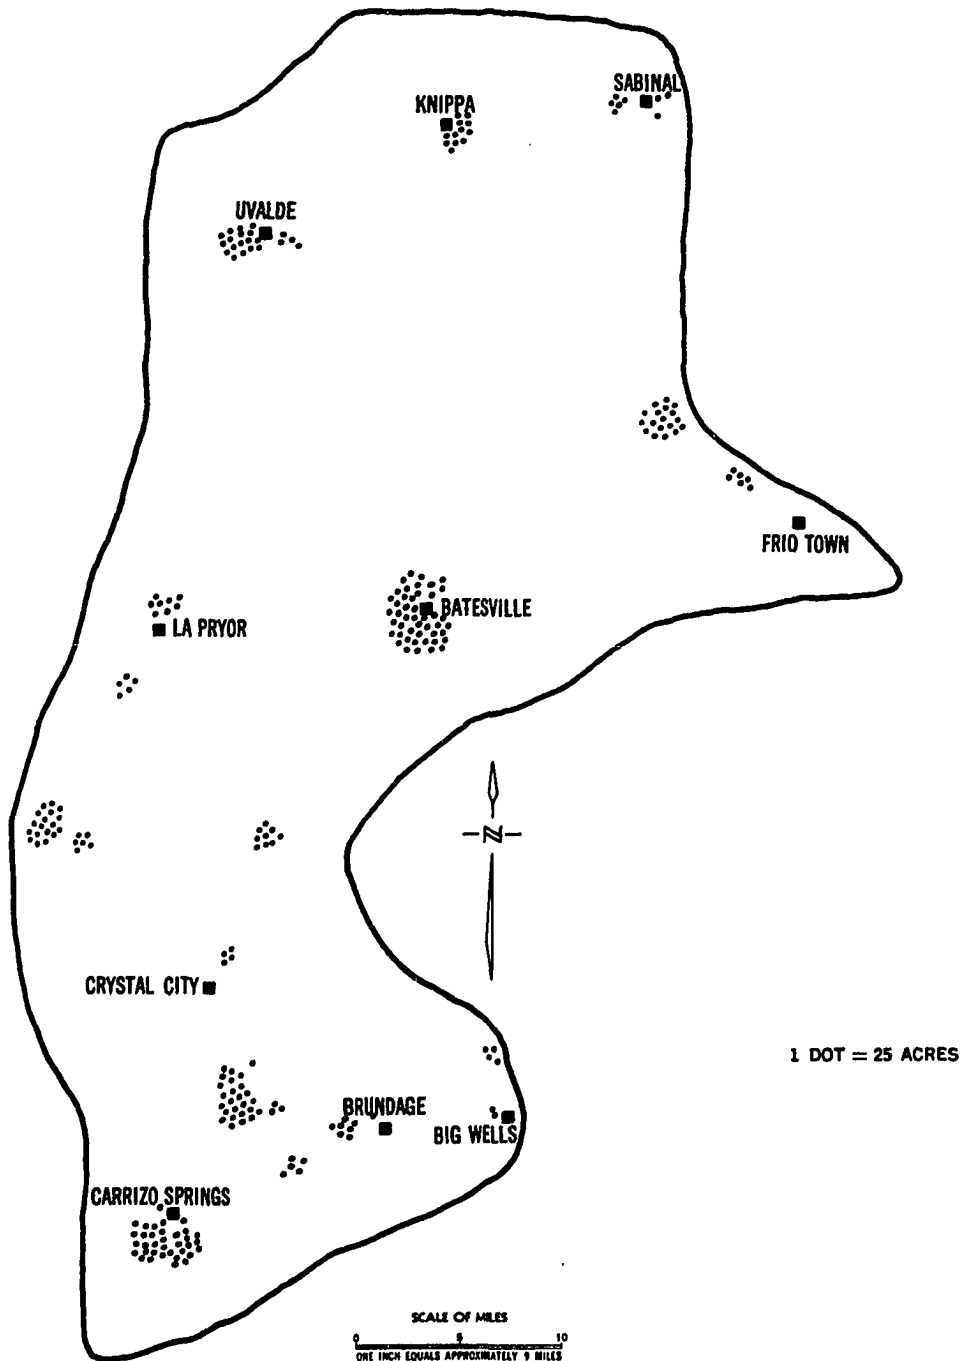 SABINAL
KNIPPA
UVALDE
FRIO TOWN
BATESVILLE
LA PRYOR
N
CRYSTAL CITY
1 DOT = 25 ACRES
BRUNDAGE
BIG WELLS
CARRIZO SPRINGS
SCALE OF MILES
0 5 10
ONE INCH EQUALS APPROXIMATELY 9 MILES